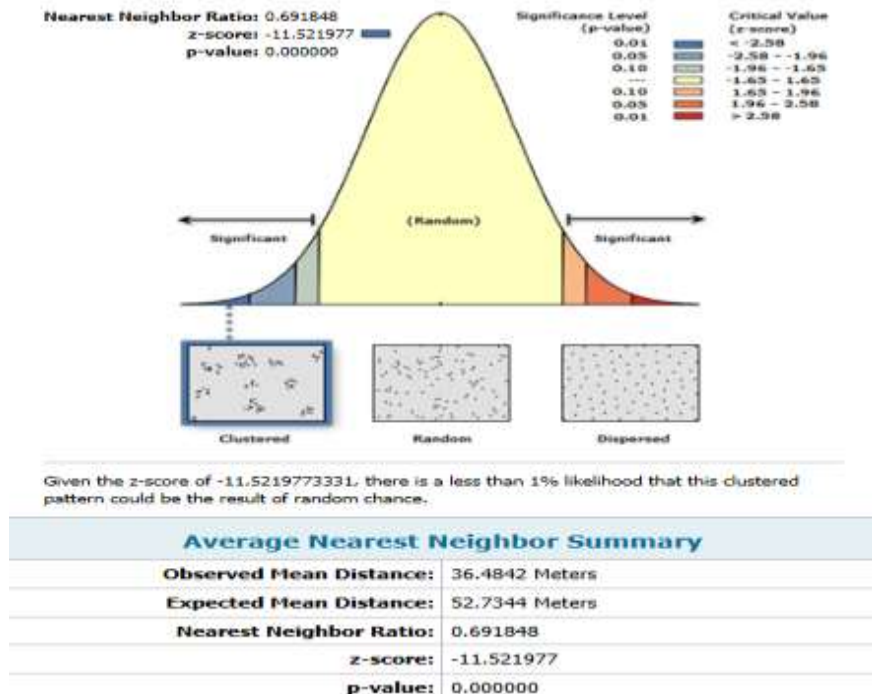 Nearest Neighbor Ratio: 0.691848
z-score: -11.521977
p-value: 0.000000
Significance Level (p-value) Critical Value (z-score)
0.01 < -2.58
0.05 -2.58 - -1.96
0.10 -1.96 - -1.65
--- -1.65 - 1.65
0.10 1.65 - 1.96
0.05 1.96 - 2.58
0.01 > 2.58
(Random)
Significant Significant
Clustered Random Dispersed
Given the z-score of -11.5219773331, there is a less than 1% likelihood that this clustered
pattern could be the result of random chance.
Average Nearest Neighbor Summary
Observed Mean Distance: 36.4842 Meters
Expected Mean Distance: 52.7344 Meters
Nearest Neighbor Ratio: 0.691848
z-score: -11.521977
p-value: 0.000000